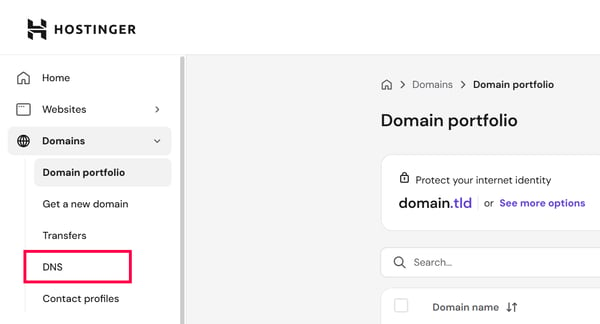 HOSTINGER
Home
Websites
Domains
Domain portfolio
Get a new domain
Transfers
DNS
Contact profiles
Domains Domain portfolio
Domain portfolio
Protect your internet identity
domain.tld or See more options
Search...
Domain name